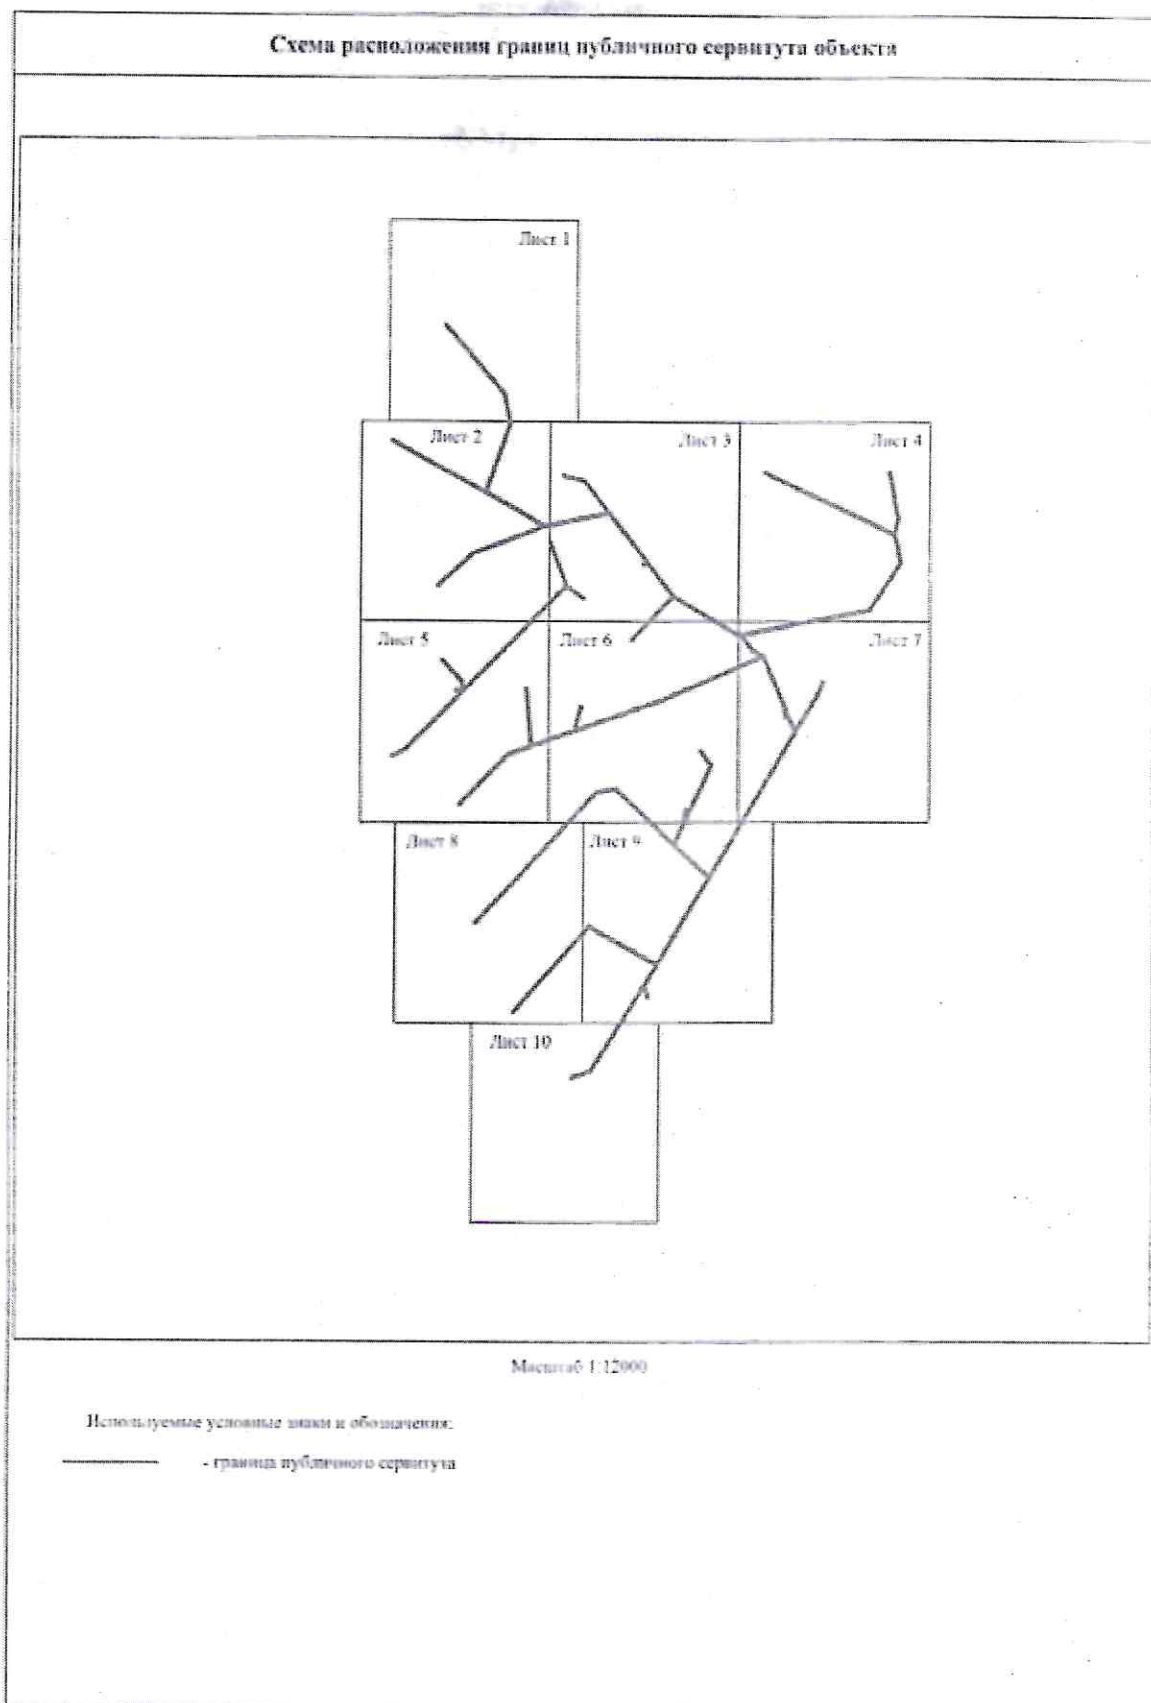 Схема расположения границ публичного сервитута объекта
Лист 1
Лист 2
Лист 3
Лист 4
Лист 5
Лист 6
Лист 7
Лист 8
Лист 9
Лист 10
Масштаб 1:12000
Используемые условные знаки и обозначения:
- граница публичного сервитута